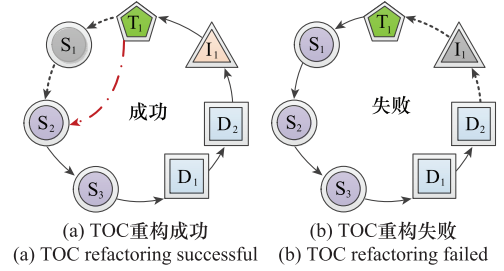 T₁
S₁
I₁
S₂
成功
D₂
S₃
D₁
T₁
S₁
I₁
S₂
失败
D₂
S₃
D₁
(a) TOC重构成功
(b) TOC重构失败
(a) TOC refactoring successful
(b) TOC refactoring failed